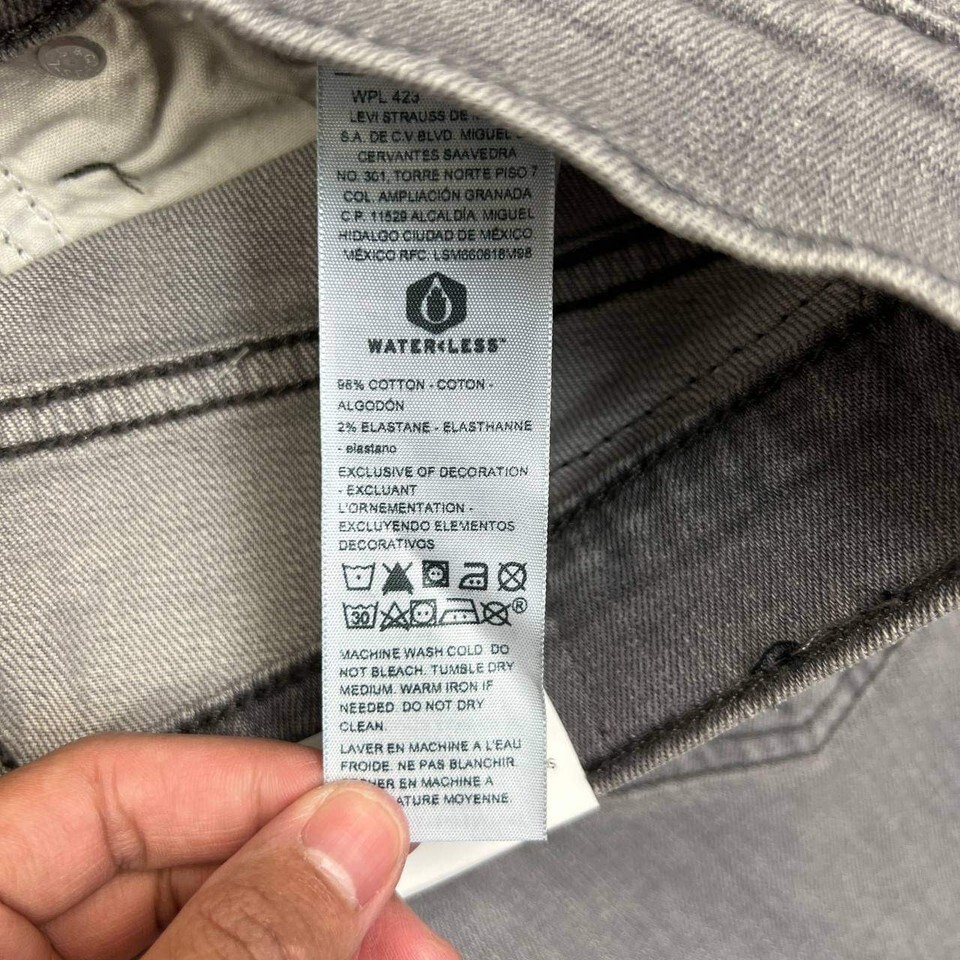 WPL 423
LEVI STRAUSS DE
S.A. DE C.V BLVD. MIGUEL
CERVANTES SAAVEDRA
NO. 301, TORRE NORTE PISO 7
COL. AMPLIACIÓN GRANADA
C.P. 11529 ALCALDÍA. MIGUEL
HIDALGO CIUDAD DE MÉXICO
MÉXICO RFC. LSM660618M98
WATER<LESS™
98% COTTON - COTON -
ALGODÓN
2% ELASTANE - ELASTHANNE
- elastano
EXCLUSIVE OF DECORATION
- EXCLUANT
L'ORNEMENTATION -
EXCLUYENDO ELEMENTOS
DECORATIVOS
30 ®
MACHINE WASH COLD. DO
NOT BLEACH. TUMBLE DRY
MEDIUM. WARM IRON IF
NEEDED. DO NOT DRY
CLEAN.
LAVER EN MACHINE A L'EAU
FROIDE. NE PAS BLANCHIR.
EN MACHINE A
MOYENNE.